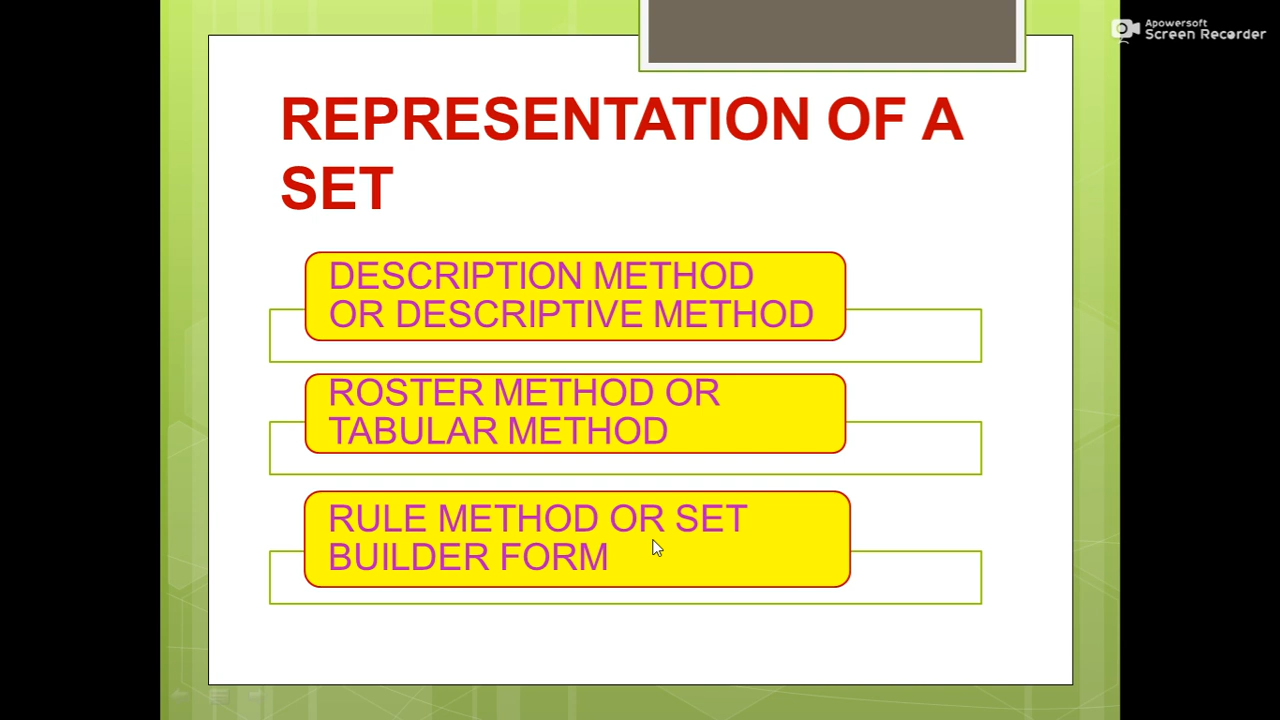 Apowersoft
Screen Recorder
REPRESENTATION OF A
SET
DESCRIPTION METHOD
OR DESCRIPTIVE METHOD
ROSTER METHOD OR
TABULAR METHOD
RULE METHOD OR SET
BUILDER FORM